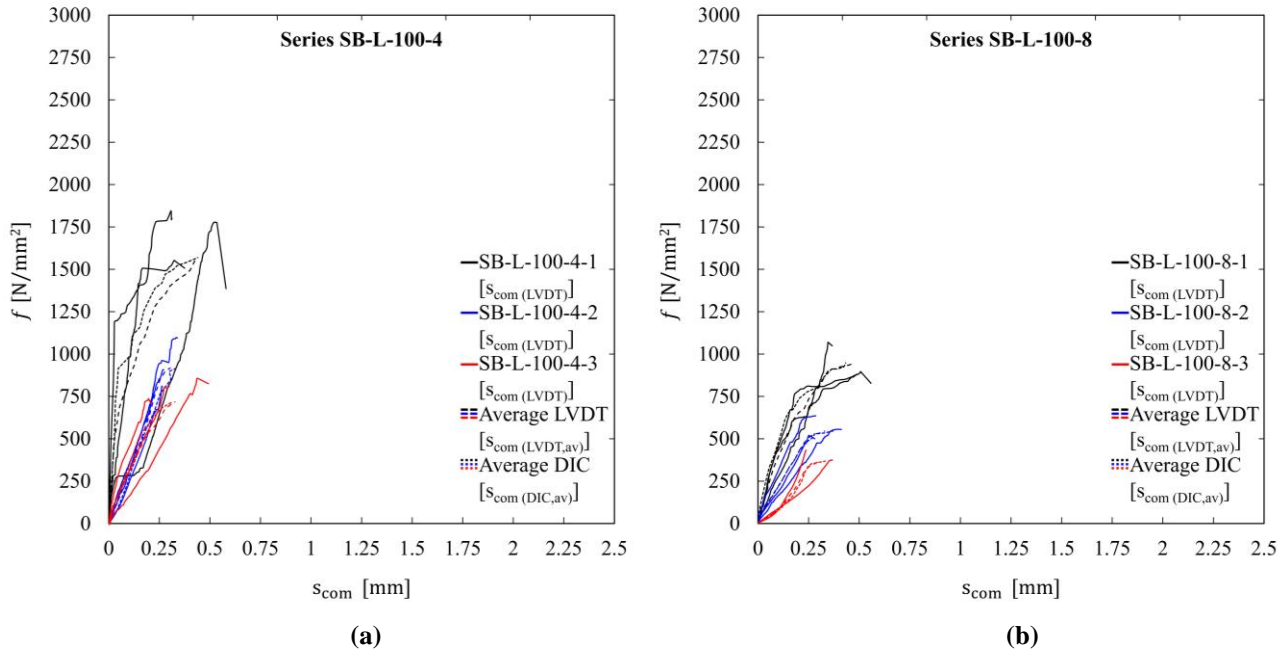 Series SB-L-100-4
3000
2750
2500
2250
2000
1750
1500
1250
1000
750
500
250
0
f [N/mm²]
SB-L-100-4-1
[s_com (LVDT)]
SB-L-100-4-2
[s_com (LVDT)]
SB-L-100-4-3
[s_com (LVDT)]
Average LVDT
[s_com (LVDT,av)]
Average DIC
[s_com (DIC,av)]
0 0.25 0.5 0.75 1 1.25 1.5 1.75 2 2.25 2.5
s_com [mm]
(a)
Series SB-L-100-8
3000
2750
2500
2250
2000
1750
1500
1250
1000
750
500
250
0
f [N/mm²]
SB-L-100-8-1
[s_com (LVDT)]
SB-L-100-8-2
[s_com (LVDT)]
SB-L-100-8-3
[s_com (LVDT)]
Average LVDT
[s_com (LVDT,av)]
Average DIC
[s_com (DIC,av)]
0 0.25 0.5 0.75 1 1.25 1.5 1.75 2 2.25 2.5
s_com [mm]
(b)